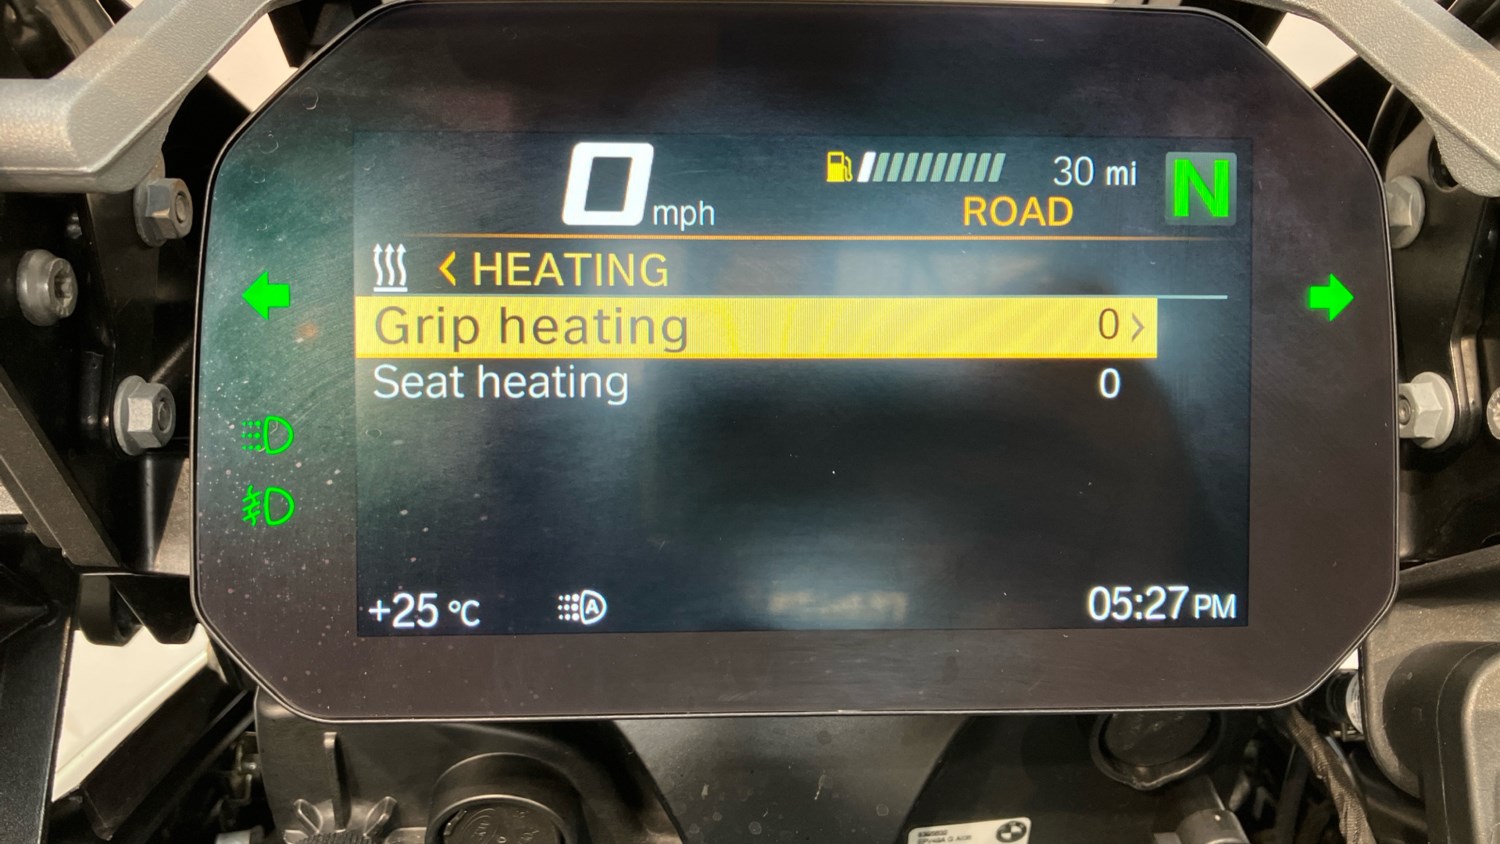 0 mph 30 mi N
ROAD
< HEATING
Grip heating 0 >
Seat heating 0
+25 °C A 05:27 PM